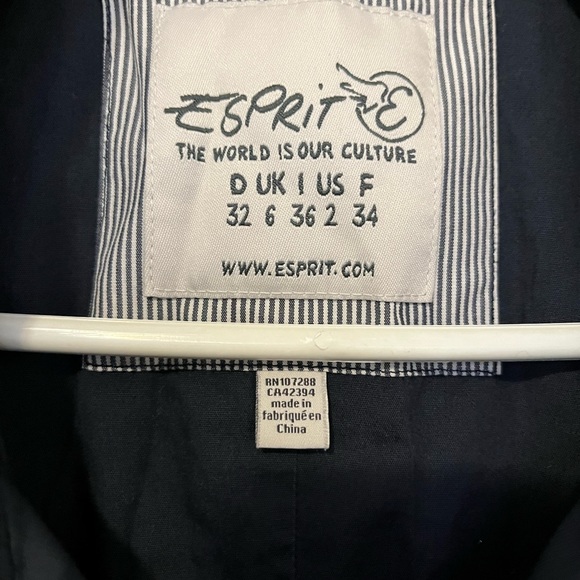 ESPRIT E
THE WORLD IS OUR CULTURE
D UK I US F
32 6 36 2 34
WWW.ESPRIT.COM
RN107288
CA42394
made in
fabriqué en
China